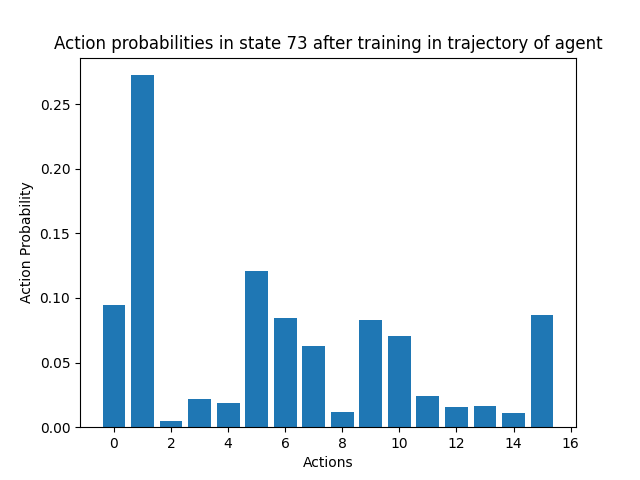 Action probabilities in state 73 after training in trajectory of agent
Action Probability
0.25
0.20
0.15
0.10
0.05
0.00
0 2 4 6 8 10 12 14 16
Actions